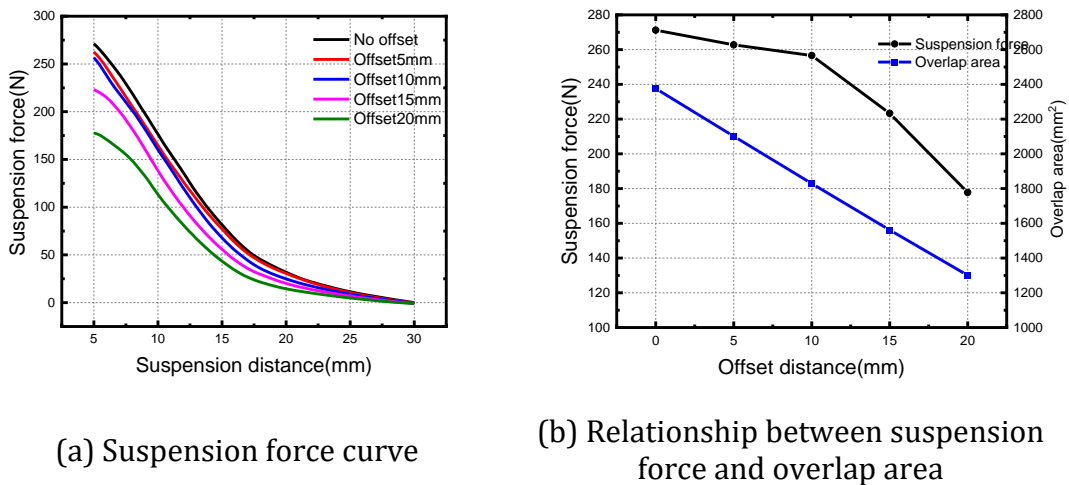 300
250
200
150
100
50
0
Suspension force(N)
5 10 15 20 25 30
Suspension distance(mm)
No offset
Offset5mm
Offset10mm
Offset15mm
Offset20mm
(a) Suspension force curve
280
260
240
220
200
180
160
140
120
100
Suspension force(N)
0 5 10 15 20
Offset distance(mm)
Suspension force
Overlap area
2800
2600
2400
2200
2000
1800
1600
1400
1200
1000
Overlap area(mm²)
(b) Relationship between suspension
force and overlap area